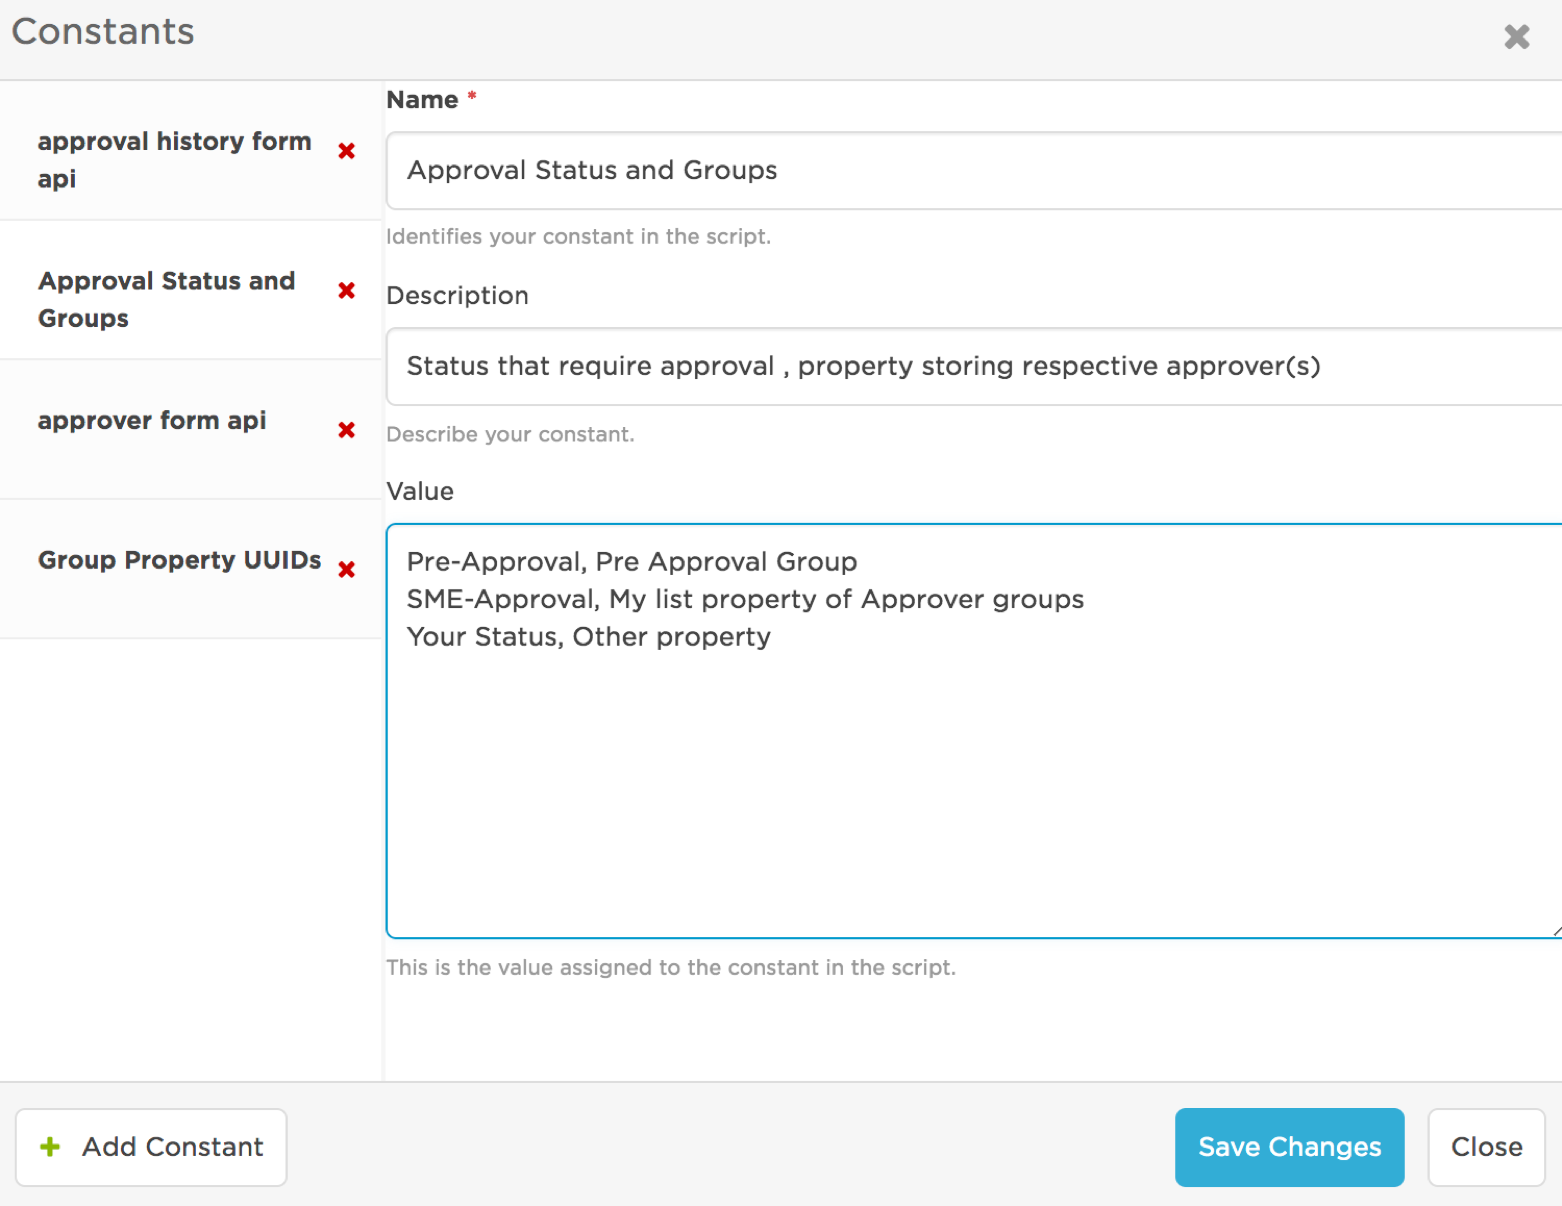 Constants
approval history form
api
Approval Status and
Groups
approver form api
Group Property UUIDs
Name *
Approval Status and Groups
Identifies your constant in the script.
Description
Status that require approval , property storing respective approver(s)
Describe your constant.
Value
Pre-Approval, Pre Approval Group
SME-Approval, My list property of Approver groups
Your Status, Other property
This is the value assigned to the constant in the script.
Add Constant
Save Changes
Close